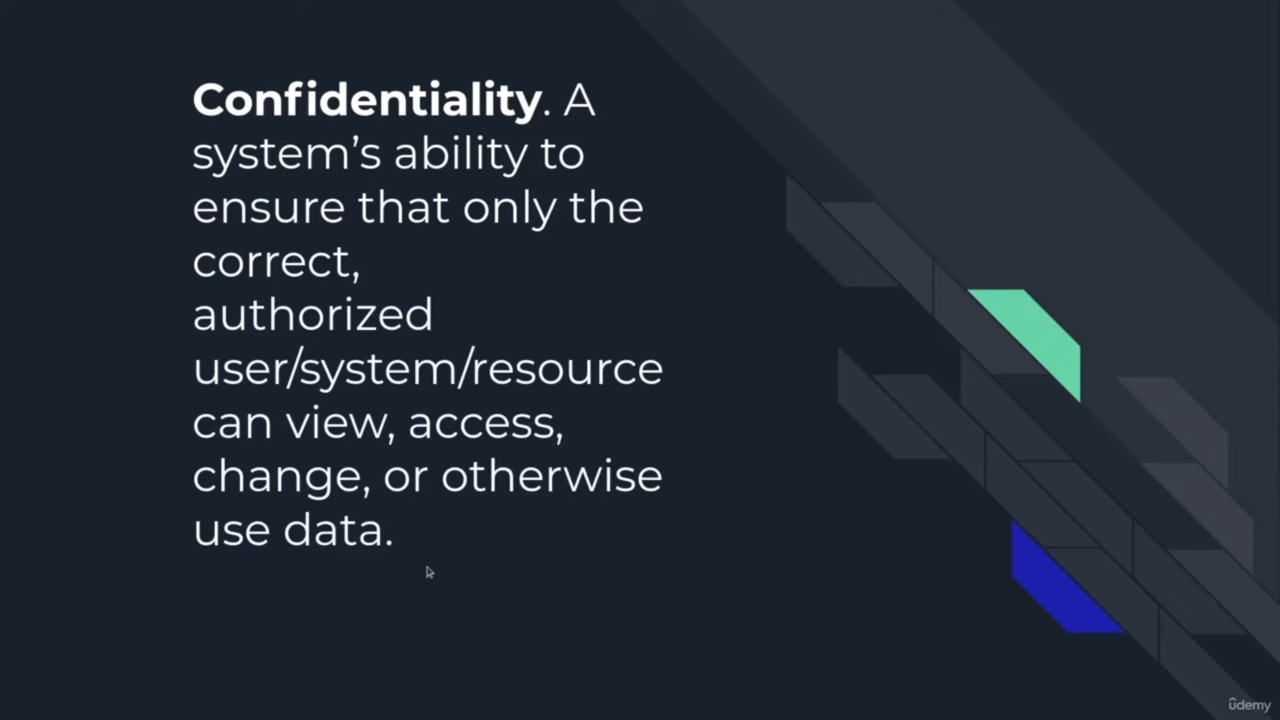 Confidentiality. A
system’s ability to
ensure that only the
correct,
authorized
user/system/resource
can view, access,
change, or otherwise
use data.
ûdemy